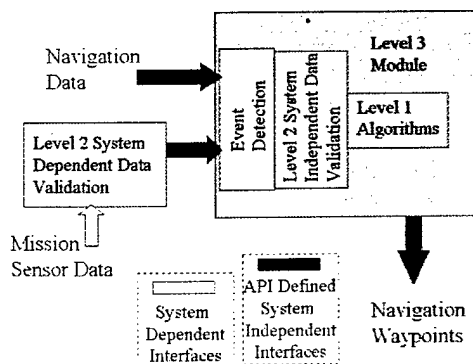 Navigation
Data
Level 2 System
Dependent Data
Validation
Mission
Sensor Data
Event
Detection
Level 2 System
Independent Data
Validation
Level 3
Module
Level 1
Algorithms
System
Dependent
Interfaces
API Defined
System
Independent
Interfaces
Navigation
Waypoints